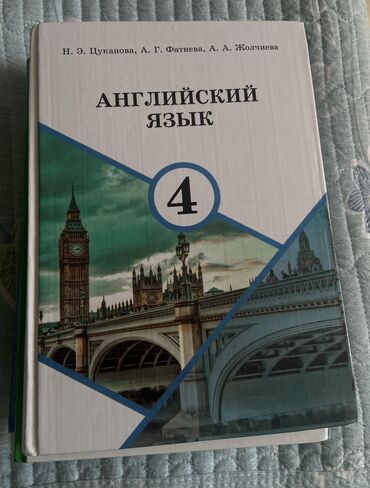 Н. Э. Цуканова, А. Г. Фатнева, А. А. Жолчиева
АНГЛИЙСКИЙ
ЯЗЫК
4